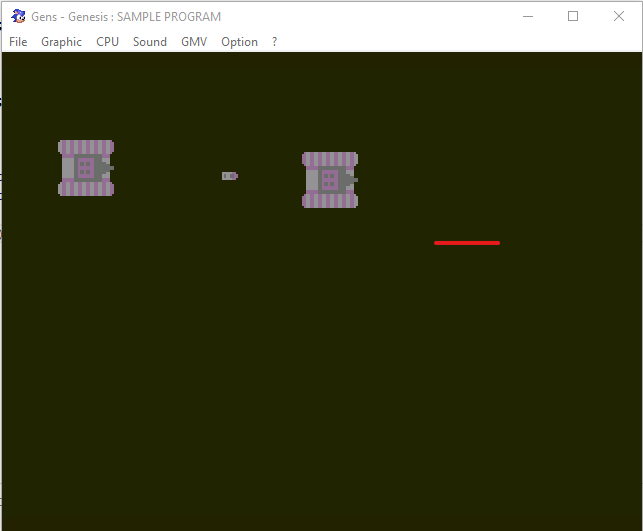 Gens - Genesis : SAMPLE PROGRAM
File Graphic CPU Sound GMV Option ?